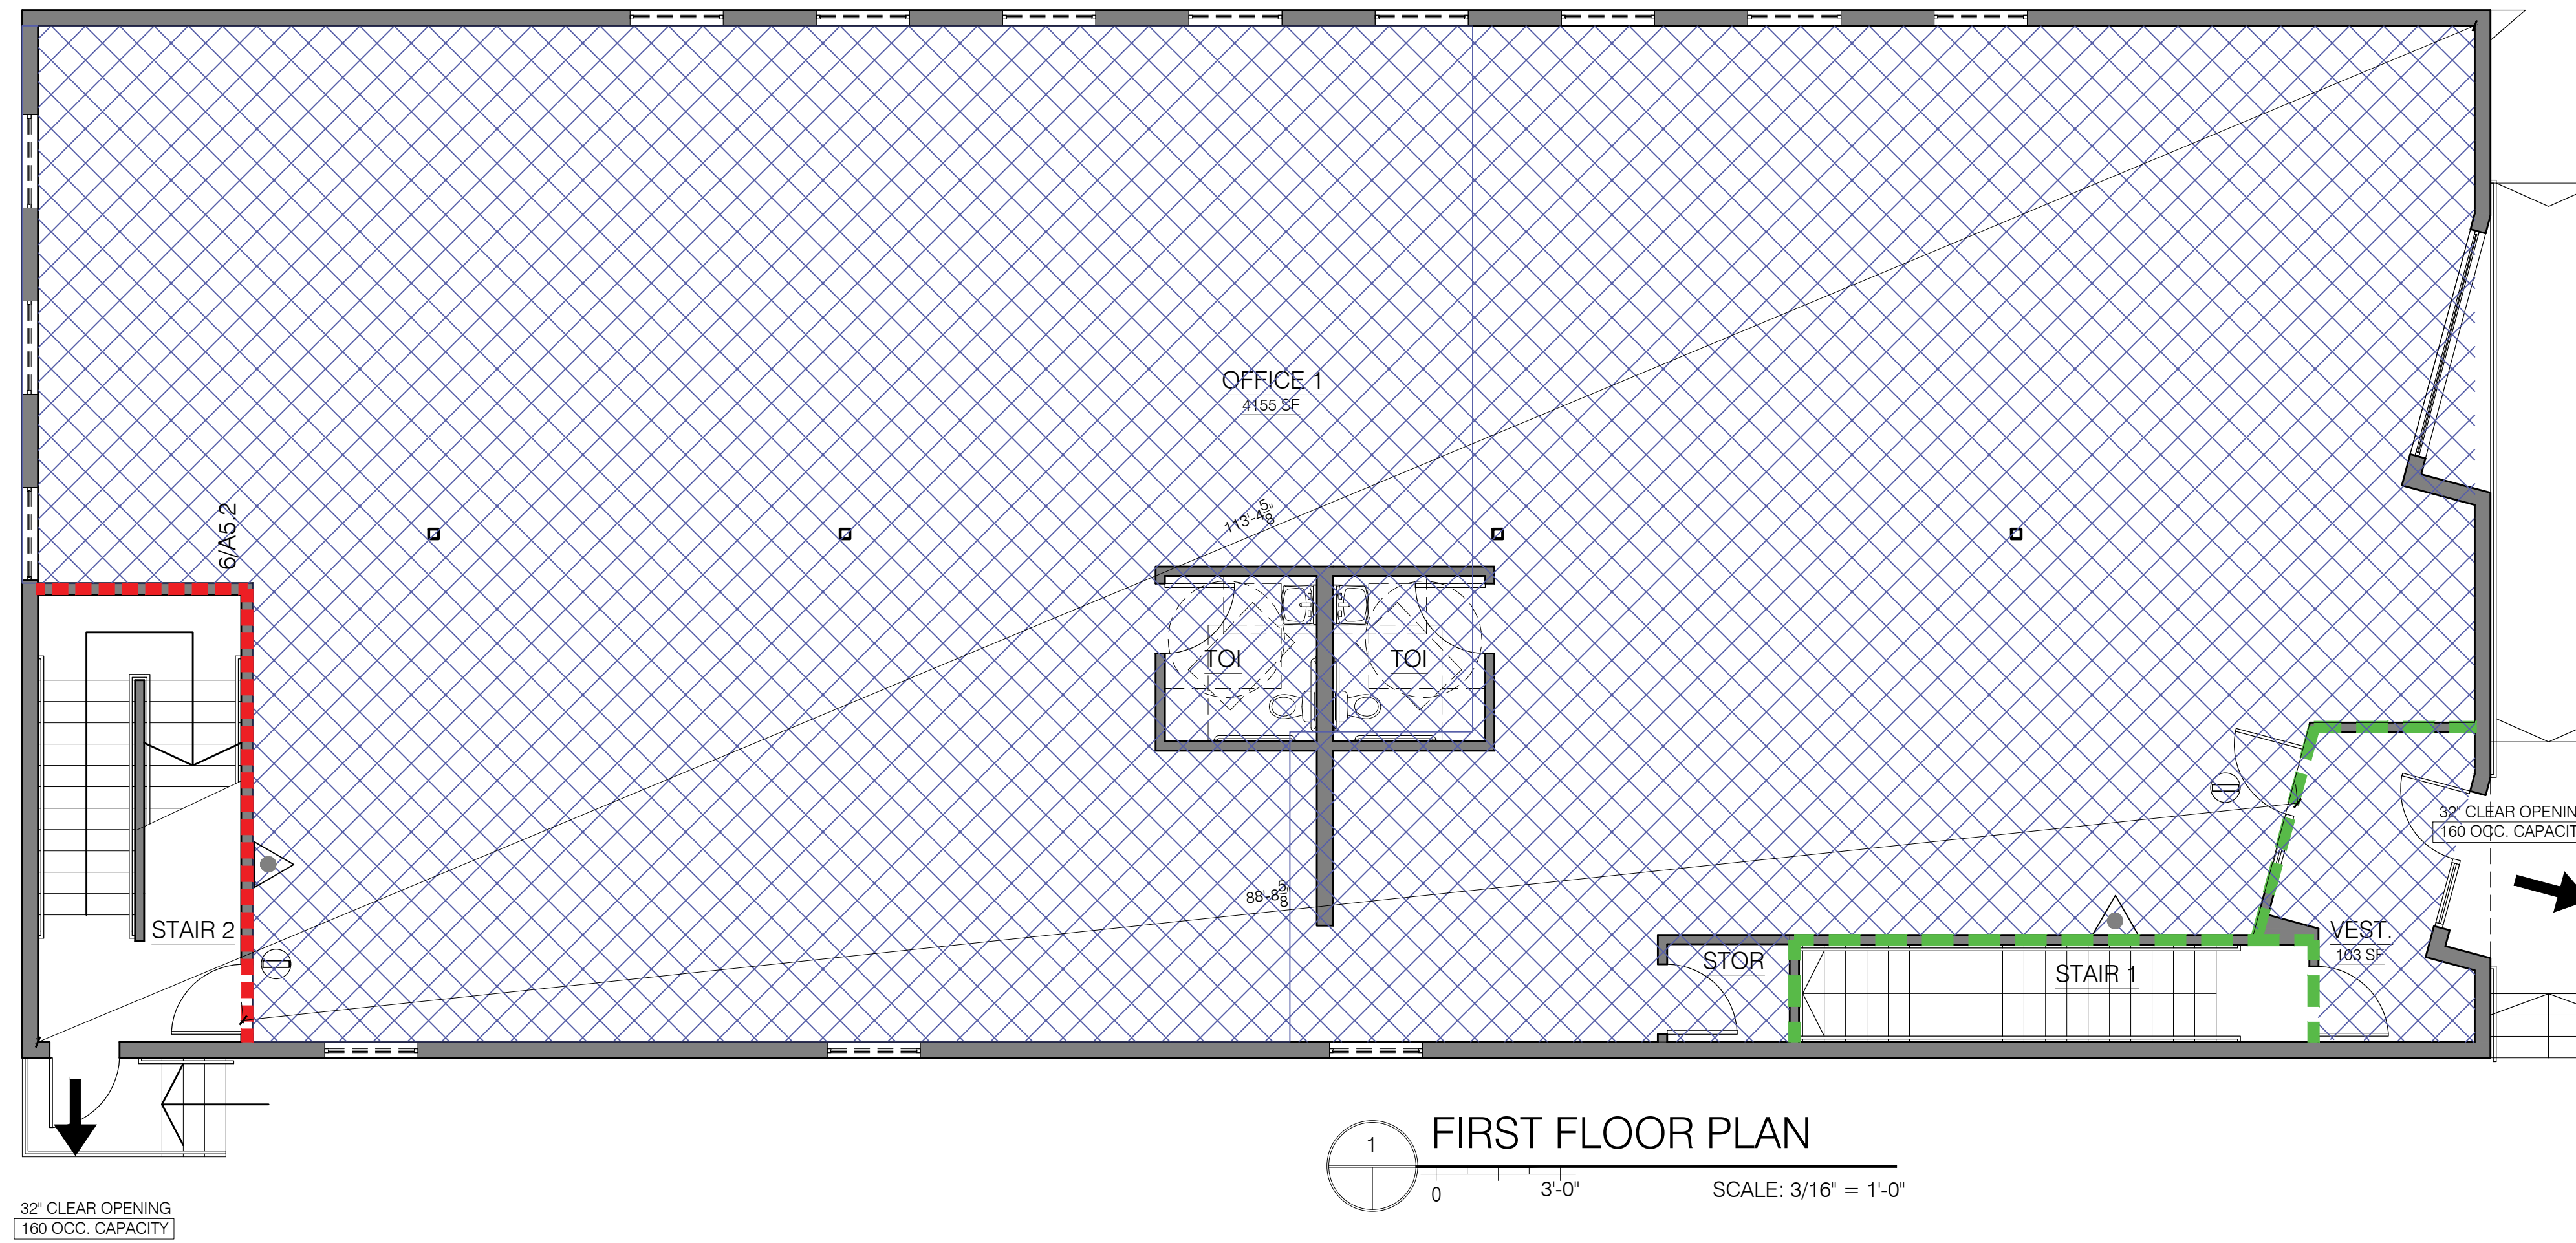 OFFICE 1
4155 SF
6/A5.2
113'-4 5/8"
TOI
TOI
32" CLEAR OPENIN
160 OCC. CAPACIT
88'-8 5/8
STAIR 2
STOR
STAIR 1
VEST.
103 SF
1
FIRST FLOOR PLAN
0
3'-0"
SCALE: 3/16" = 1'-0"
32" CLEAR OPENING
160 OCC. CAPACITY